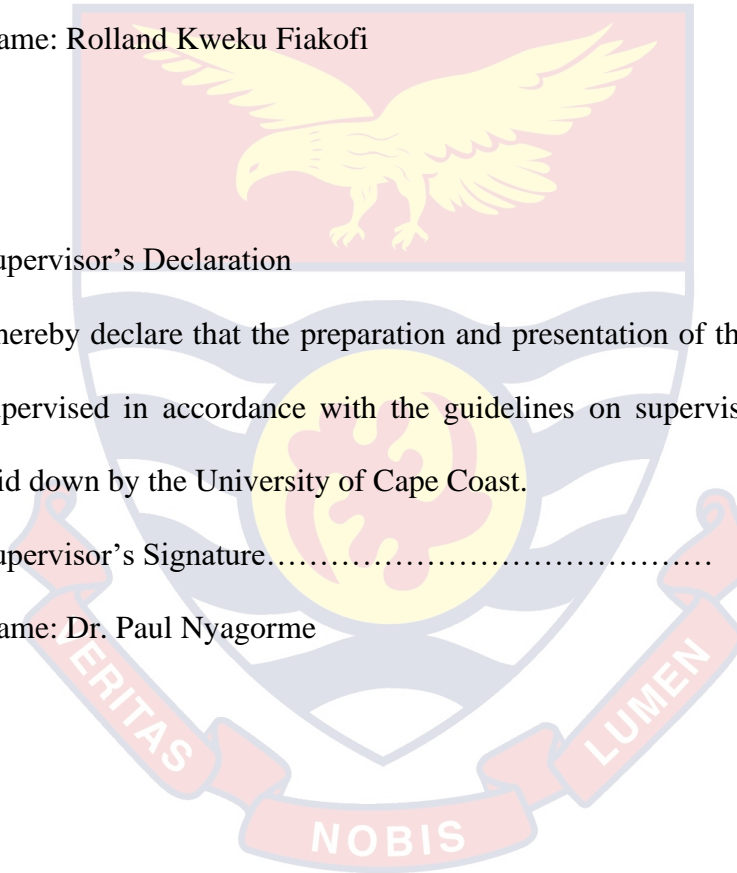 ame: Rolland Kweku Fiakofi
upervisor’s Declaration
hereby declare that the preparation and presentation of th
upervised in accordance with the guidelines on supervis
id down by the University of Cape Coast.
upervisor’s Signature……………………………………
ame: Dr. Paul Nyagorme
VERITAS
NOBIS
LUMEN